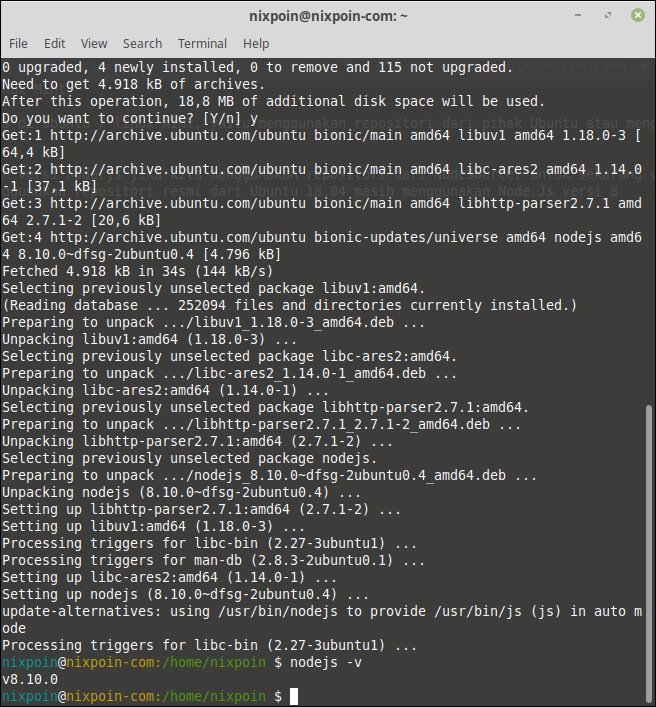 nixpoin@nixpoin-com: ~
File Edit View Search Terminal Help
0 upgraded, 4 newly installed, 0 to remove and 115 not upgraded.
Need to get 4.918 kB of archives.
After this operation, 18,8 MB of additional disk space will be used.
Do you want to continue? [Y/n] y
Get:1 http://archive.ubuntu.com/ubuntu bionic/main amd64 libuv1 amd64 1.18.0-3 [
64,4 kB]
Get:2 http://archive.ubuntu.com/ubuntu bionic/main amd64 libc-ares2 amd64 1.14.0
-1 [37,1 kB]
Get:3 http://archive.ubuntu.com/ubuntu bionic/main amd64 libhttp-parser2.7.1 amd
64 2.7.1-2 [20,6 kB]
Get:4 http://archive.ubuntu.com/ubuntu bionic-updates/universe amd64 nodejs amd6
4 8.10.0~dfsg-2ubuntu0.4 [4.796 kB]
Fetched 4.918 kB in 34s (144 kB/s)
Selecting previously unselected package libuv1:amd64.
(Reading database ... 252094 files and directories currently installed.)
Preparing to unpack .../libuv1_1.18.0-3_amd64.deb ...
Unpacking libuv1:amd64 (1.18.0-3) ...
Selecting previously unselected package libc-ares2:amd64.
Preparing to unpack .../libc-ares2_1.14.0-1_amd64.deb ...
Unpacking libc-ares2:amd64 (1.14.0-1) ...
Selecting previously unselected package libhttp-parser2.7.1:amd64.
Preparing to unpack .../libhttp-parser2.7.1_2.7.1-2_amd64.deb ...
Unpacking libhttp-parser2.7.1:amd64 (2.7.1-2) ...
Selecting previously unselected package nodejs.
Preparing to unpack .../nodejs_8.10.0~dfsg-2ubuntu0.4_amd64.deb ...
Unpacking nodejs (8.10.0~dfsg-2ubuntu0.4) ...
Setting up libhttp-parser2.7.1:amd64 (2.7.1-2) ...
Setting up libuv1:amd64 (1.18.0-3) ...
Processing triggers for libc-bin (2.27-3ubuntu1) ...
Processing triggers for man-db (2.8.3-2ubuntu0.1) ...
Setting up libc-ares2:amd64 (1.14.0-1) ...
Setting up nodejs (8.10.0~dfsg-2ubuntu0.4) ...
update-alternatives: using /usr/bin/nodejs to provide /usr/bin/js (js) in auto m
ode
Processing triggers for libc-bin (2.27-3ubuntu1) ...
nixpoin@nixpoin-com:/home/nixpoin $ nodejs -v
v8.10.0
nixpoin@nixpoin-com:/home/nixpoin $